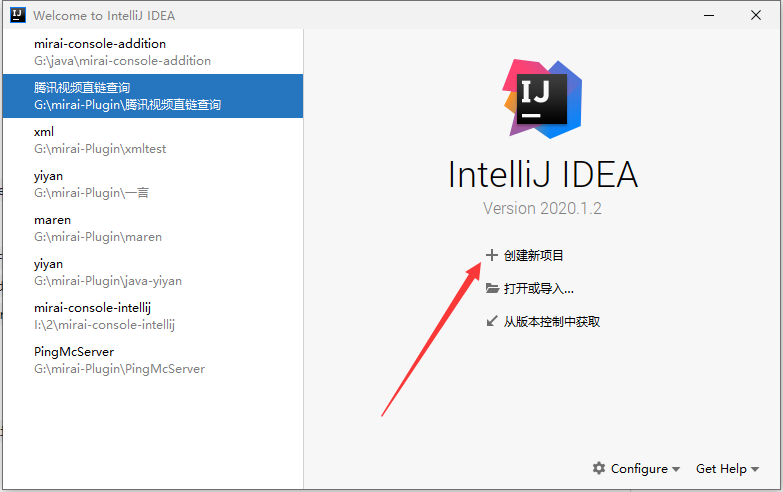 Welcome to IntelliJ IDEA
mirai-console-addition
G:\java\mirai-console-addition
腾讯视频直链查询
G:\mirai-Plugin\腾讯视频直链查询
xml
G:\mirai-Plugin\xmltest
yiyan
G:\mirai-Plugin\一言
maren
G:\mirai-Plugin\maren
yiyan
G:\mirai-Plugin\java-yiyan
mirai-console-intellij
I:\2\mirai-console-intellij
PingMcServer
G:\mirai-Plugin\PingMcServer
IJ
IntelliJ IDEA
Version 2020.1.2
创建新项目
打开或导入...
从版本控制中获取
Configure
Get Help